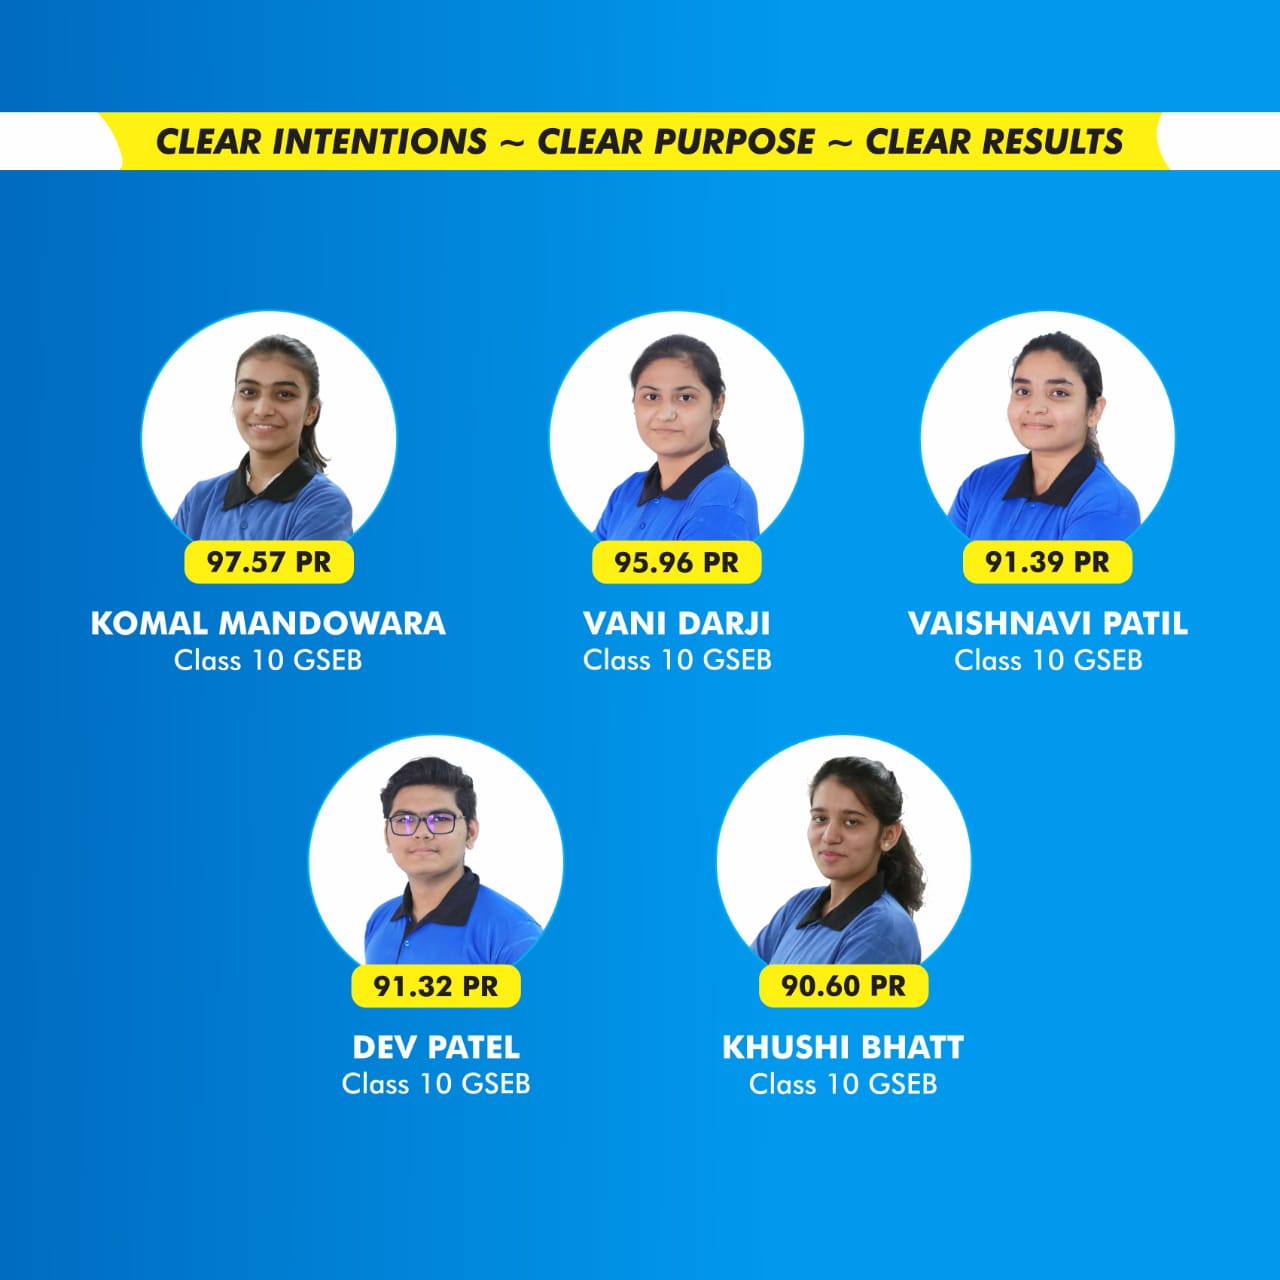 CLEAR INTENTIONS ~ CLEAR PURPOSE ~ CLEAR RESULTS
97.57 PR
KOMAL MANDOWARA
Class 10 GSEB
95.96 PR
VANI DARJI
Class 10 GSEB
91.39 PR
VAISHNAVI PATIL
Class 10 GSEB
91.32 PR
DEV PATEL
Class 10 GSEB
90.60 PR
KHUSHI BHATT
Class 10 GSEB